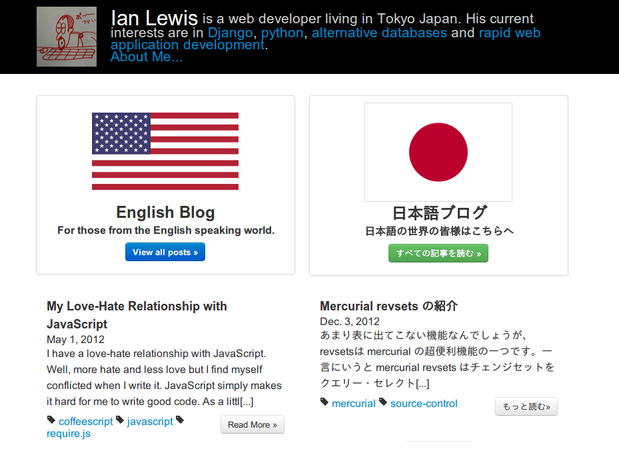 Ian Lewis is a web developer living in Tokyo Japan. His current
interests are in Django, python, alternative databases and rapid web
application development.
About Me...
English Blog
For those from the English speaking world.
View all posts »
日本語ブログ
日本語の世界の皆様はこちらへ
すべての記事を読む »
My Love-Hate Relationship with
JavaScript
May 1, 2012
I have a love-hate relationship with JavaScript.
Well, more hate and less love but I find myself
conflicted when I write it. JavaScript simply makes
it hard for me to write good code. As a littl[...]
coffeescript javascript
require.js
Read More »
Mercurial revsets の紹介
Dec. 3, 2012
あまり表に出てこない機能なんでしょうが、
revsetsは mercurial の超便利機能の一つです。一
言にいうと mercurial revsets はチェンジセットを
クエリー・セレクト[...]
mercurial source-control
もっと読む»